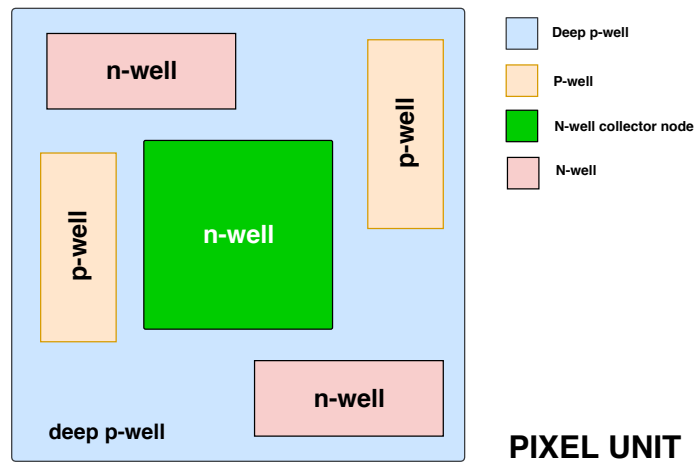 n-well
p-well
p-well
n-well
n-well
deep p-well
Deep p-well
P-well
N-well collector node
N-well
PIXEL UNIT